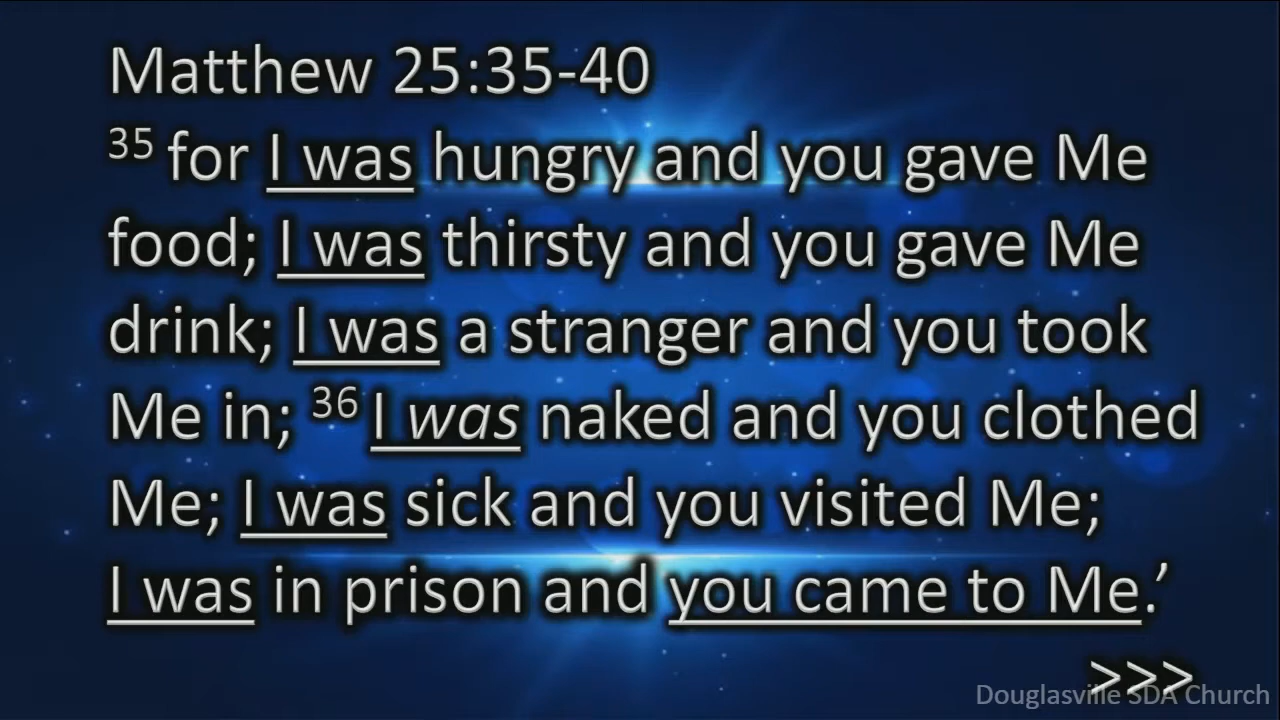 Matthew 25:35-40
35 for I was hungry and you gave Me
food; I was thirsty and you gave Me
drink; I was a stranger and you took
Me in; 36 I was naked and you clothed
Me; I was sick and you visited Me;
I was in prison and you came to Me.’
>>>
Douglasville SDA Church